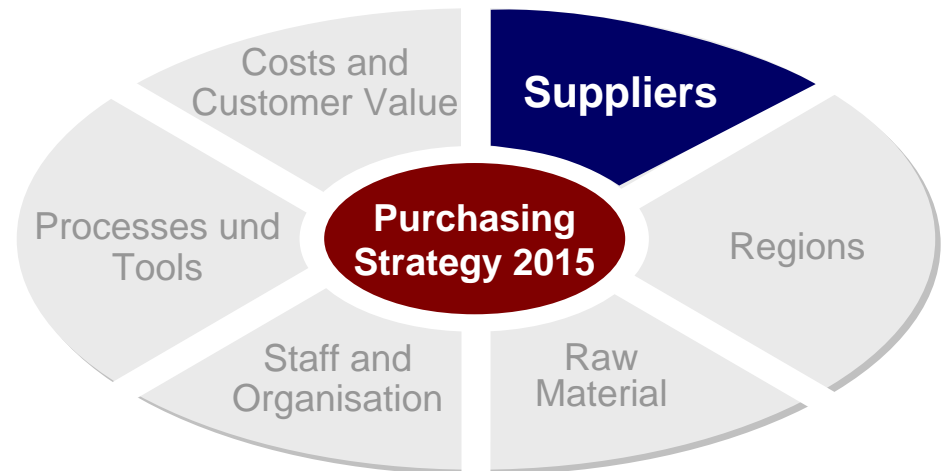 Costs and
Customer Value
Suppliers
Processes und
Tools
Purchasing
Strategy 2015
Regions
Staff and
Organisation
Raw
Material